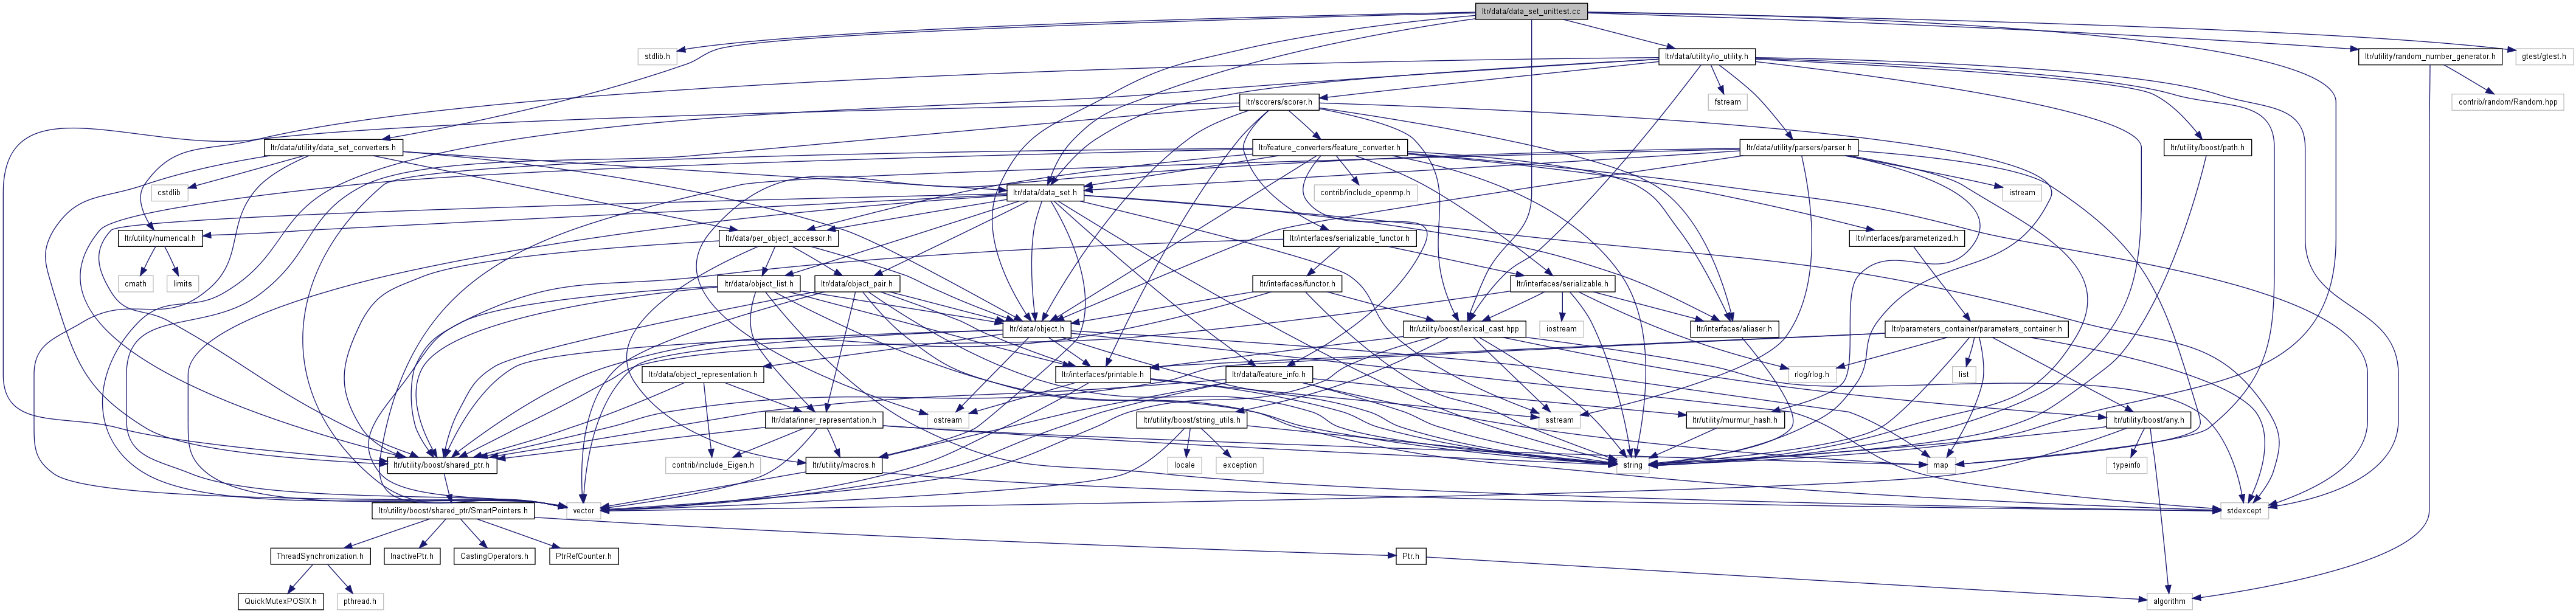 ltr/data/data_set_unittest.cc
stdlib.h
ltr/data/utility/io_utility.h
ltr/utility/random_number_generator.h
gtest/gtest.h
ltr/scorers/scorer.h
fstream
contrib/random/Random.hpp
ltr/data/utility/data_set_converters.h
ltr/feature_converters/feature_converter.h
ltr/data/utility/parsers/parser.h
ltr/utility/boost/path.h
cstdlib
ltr/data/data_set.h
contrib/include_openmp.h
istream
ltr/utility/numerical.h
ltr/data/per_object_accessor.h
ltr/interfaces/serializable_functor.h
ltr/interfaces/parameterized.h
cmath
limits
ltr/data/object_list.h
ltr/data/object_pair.h
ltr/interfaces/functor.h
ltr/interfaces/serializable.h
ltr/data/object.h
ltr/utility/boost/lexical_cast.hpp
iostream
ltr/interfaces/aliaser.h
ltr/parameters_container/parameters_container.h
ltr/data/object_representation.h
ltr/interfaces/printable.h
ltr/data/feature_info.h
rlog/rlog.h
list
ltr/data/inner_representation.h
ostream
ltr/utility/boost/string_utils.h
sstream
ltr/utility/murmur_hash.h
ltr/utility/boost/any.h
ltr/utility/boost/shared_ptr.h
contrib/include_Eigen.h
ltr/utility/macros.h
locale
exception
string
map
typeinfo
ltr/utility/boost/shared_ptr/SmartPointers.h
vector
stdexcept
ThreadSynchronization.h
InactivePtr.h
CastingOperators.h
PtrRefCounter.h
Ptr.h
QuickMutexPOSIX.h
pthread.h
algorithm